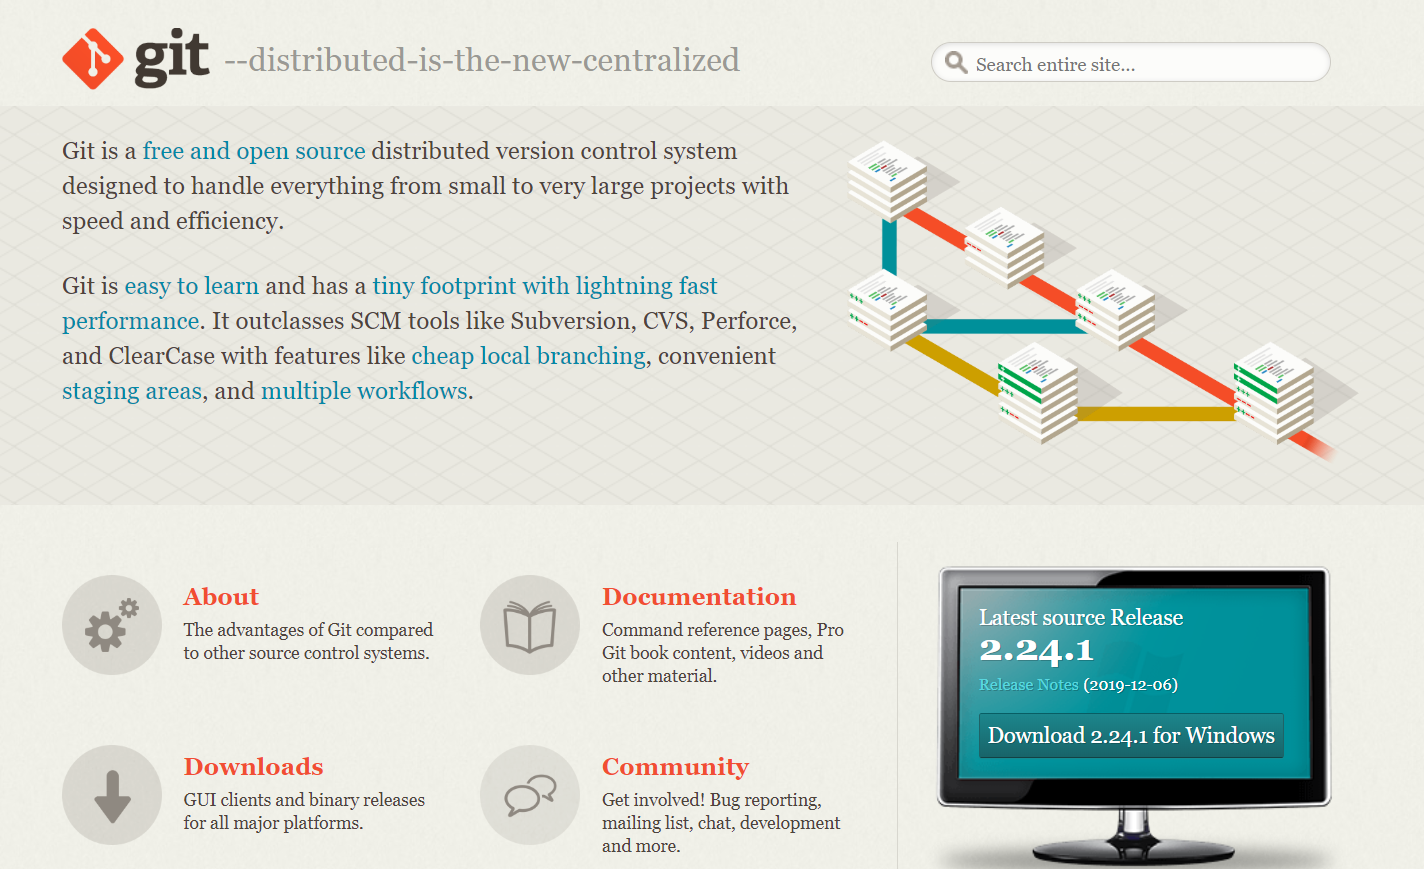 git --distributed-is-the-new-centralized
Search entire site...
Git is a free and open source distributed version control system
designed to handle everything from small to very large projects with
speed and efficiency.
Git is easy to learn and has a tiny footprint with lightning fast
performance. It outclasses SCM tools like Subversion, CVS, Perforce,
and ClearCase with features like cheap local branching, convenient
staging areas, and multiple workflows.
About
The advantages of Git compared
to other source control systems.
Documentation
Command reference pages, Pro
Git book content, videos and
other material.
Downloads
GUI clients and binary releases
for all major platforms.
Community
Get involved! Bug reporting,
mailing list, chat, development
and more.
Latest source Release
2.24.1
Release Notes (2019-12-06)
Download 2.24.1 for Windows